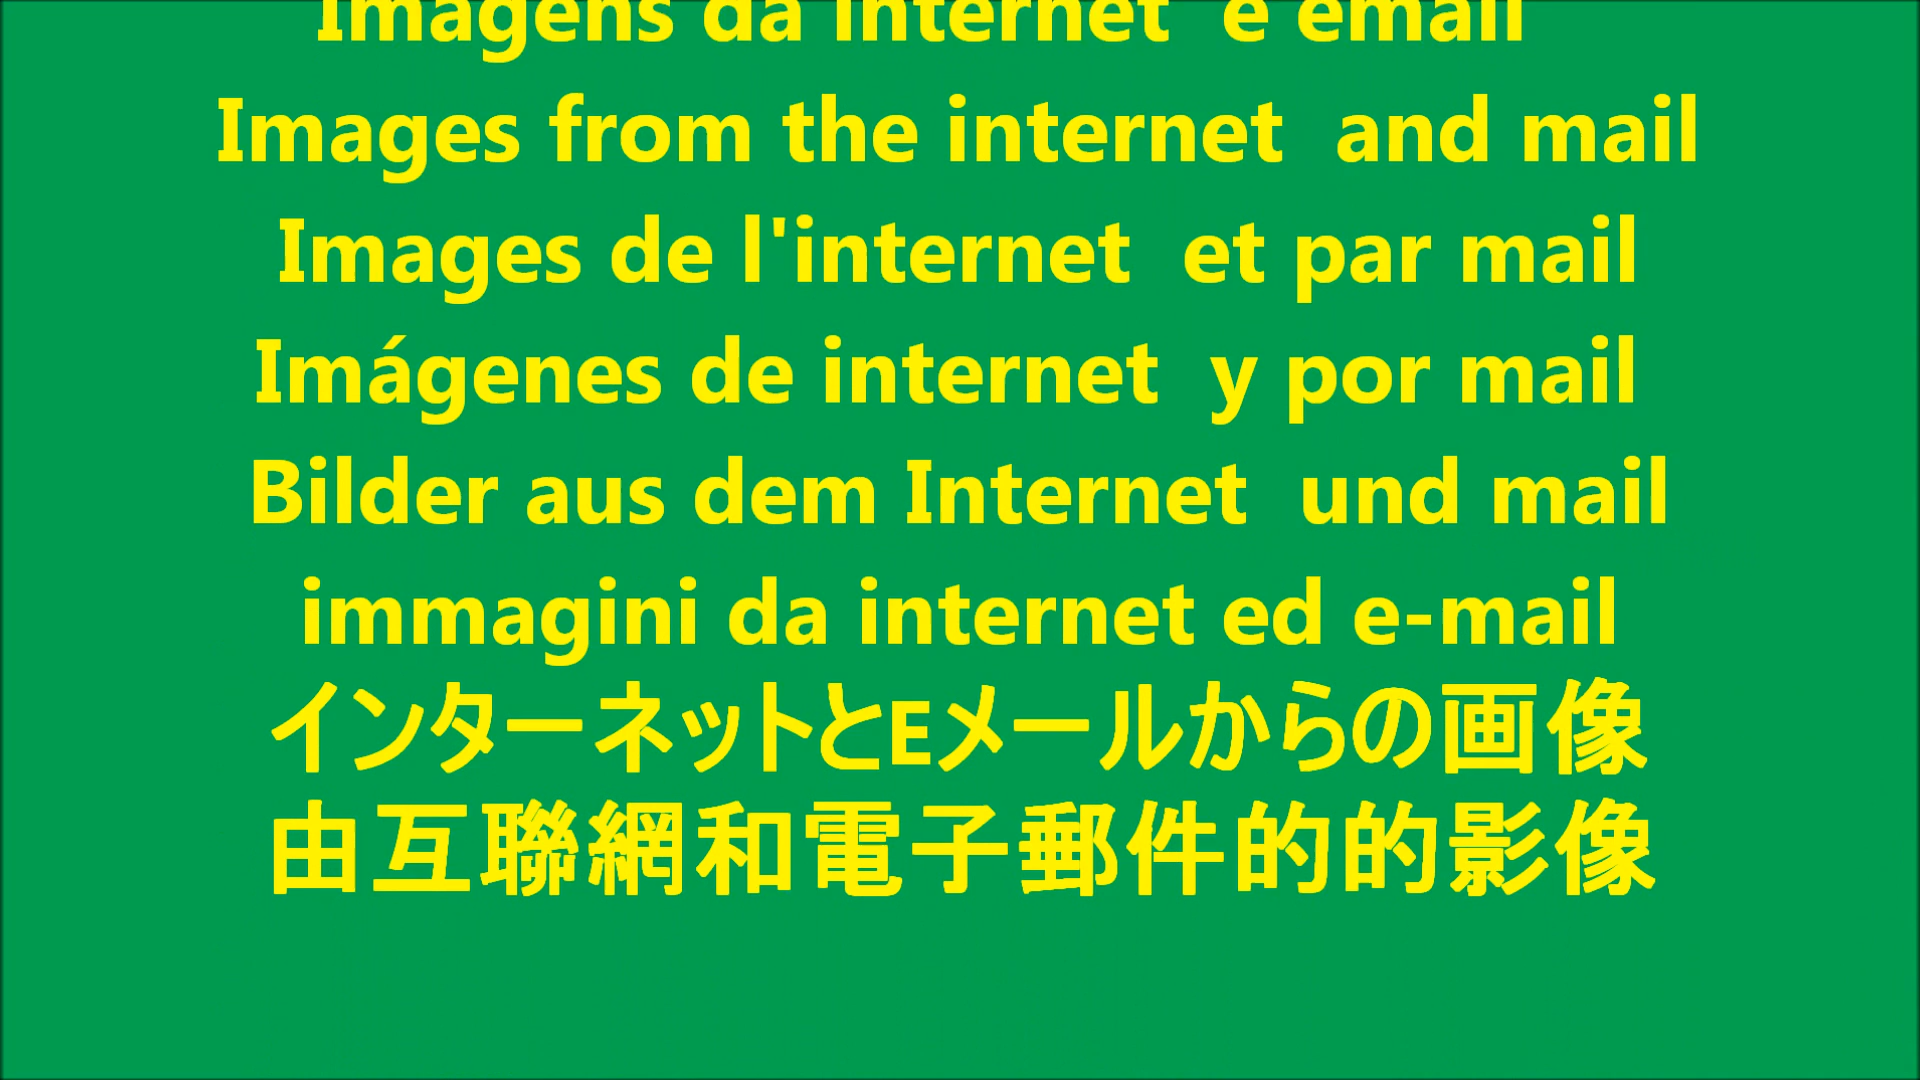 Imagens da internet e email
Images from the internet and mail
Images de l'internet et par mail
Imágenes de internet y por mail
Bilder aus dem Internet und mail
immagini da internet ed e-mail
インターネットとEメールからの画像
由互聯網和電子郵件的的影像